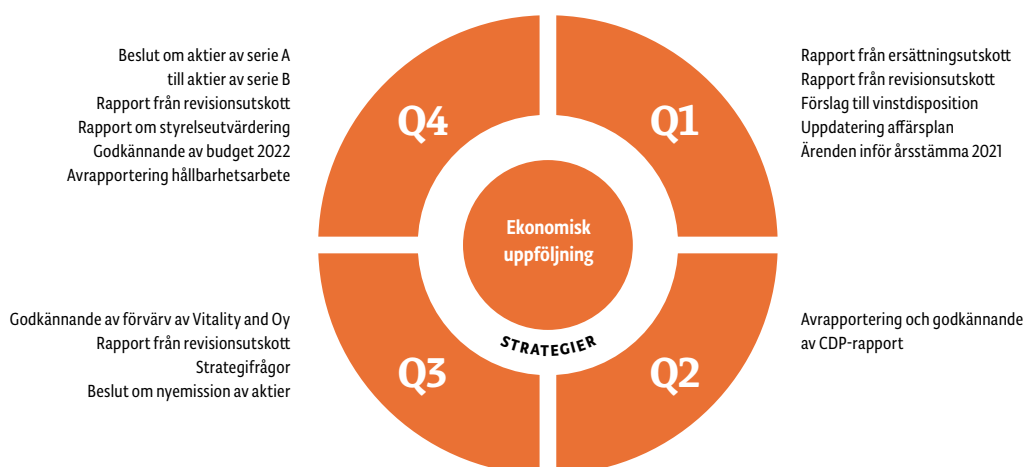 Beslut om aktier av serie A
till aktier av serie B
Rapport från revisionsutskott
Rapport om styrelseutvärdering
Godkännande av budget 2022
Avrapportering hållbarhetsarbete
Q4
Q1
Rapport från ersättningsutskott
Rapport från revisionsutskott
Förslag till vinstdisposition
Uppdatering affärsplan
Ärenden inför årsstämma 2021
Ekonomisk
uppföljning
STRATEGIER
Godkännande av förvärv av Vitality and Oy
Rapport från revisionsutskott
Strategifrågor
Beslut om nyemission av aktier
Q3
Q2
Avrapportering och godkännande
av CDP-rapport